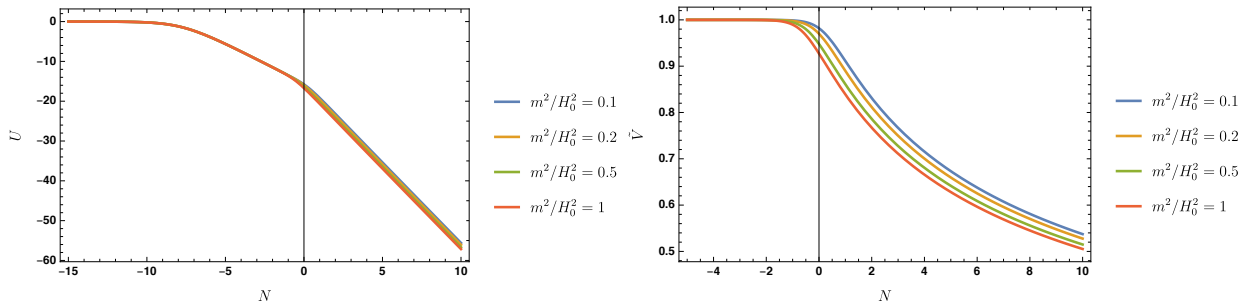 0
−10
−20
−30
−40
−50
−60
U
−15
−10
−5
0
5
10
N
m²/H₀² = 0.1
m²/H₀² = 0.2
m²/H₀² = 0.5
m²/H₀² = 1
1.0
0.9
0.8
0.7
0.6
0.5
Ṽ
−4
−2
0
2
4
6
8
10
N
m²/H₀² = 0.1
m²/H₀² = 0.2
m²/H₀² = 0.5
m²/H₀² = 1